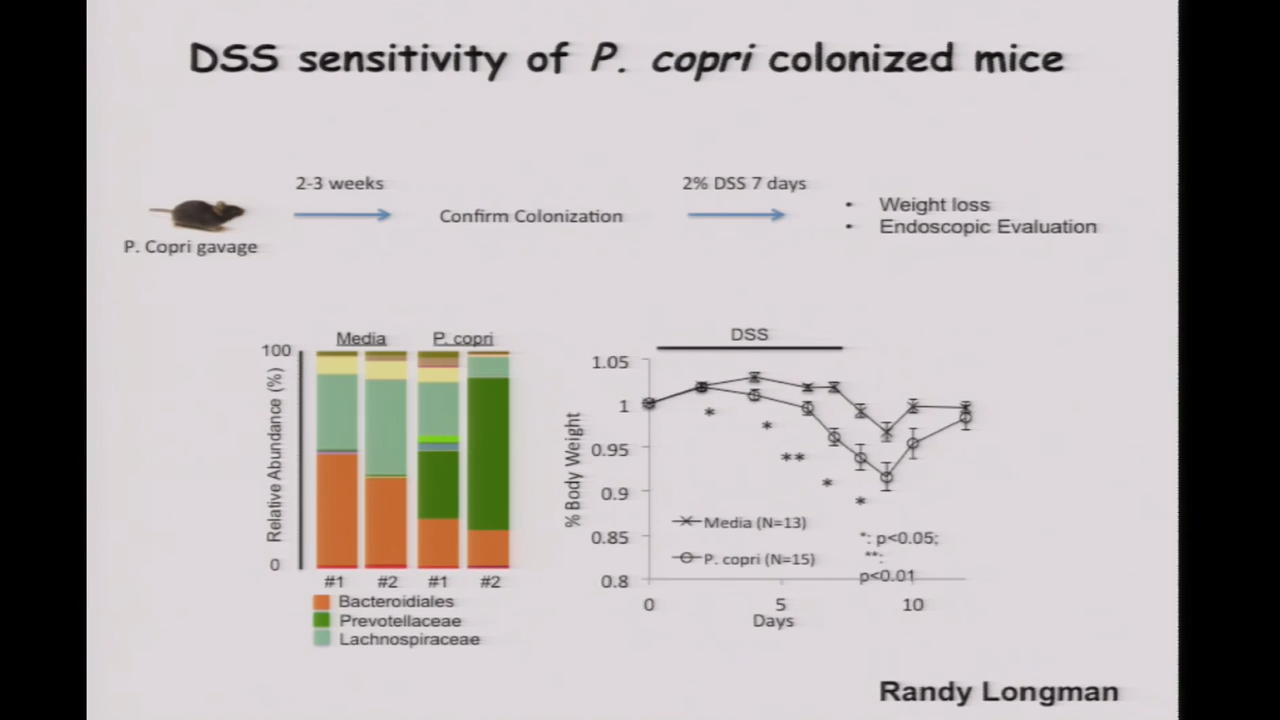 DSS sensitivity of P. copri colonized mice
2-3 weeks
2% DSS 7 days
P. Copri gavage
Confirm Colonization
• Weight loss
• Endoscopic Evaluation
Media P. copri
100
Relative Abundance (%)
0
#1 #2 #1 #2
Bacteroidiales
Prevotellaceae
Lachnospiraceae
DSS
1.05
1
0.95
0.9
0.85
0.8
% Body Weight
* * ** * *
Media (N=13)
P. copri (N=15)
*: p<0.05;
**:
p<0.01
0 5 10
Days
Randy Longman